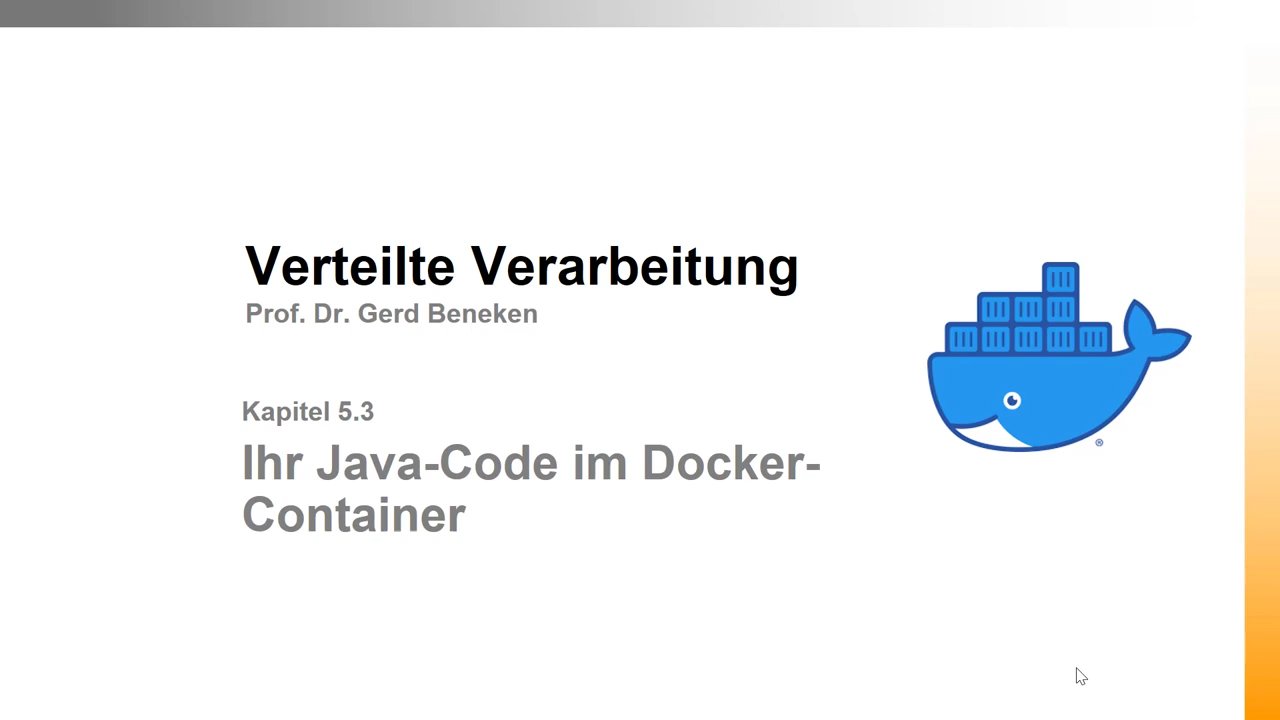 Verteilte Verarbeitung
Prof. Dr. Gerd Beneken
Kapitel 5.3
Ihr Java-Code im Docker-
Container
®